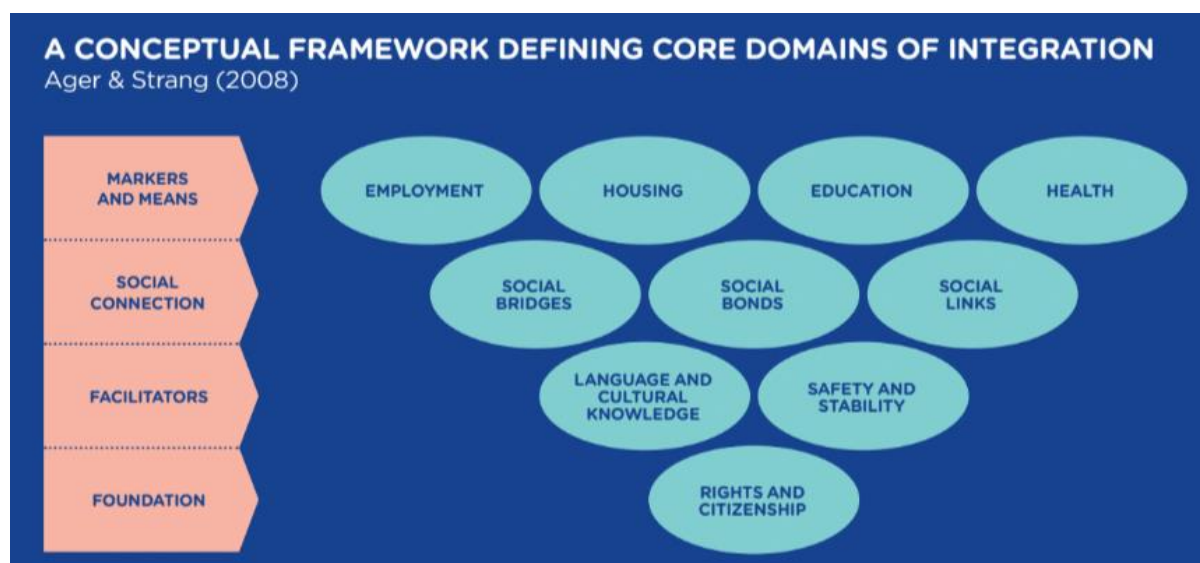 A CONCEPTUAL FRAMEWORK DEFINING CORE DOMAINS OF INTEGRATION
Ager & Strang (2008)
MARKERS
AND MEANS
EMPLOYMENT
HOUSING
EDUCATION
HEALTH
SOCIAL
CONNECTION
SOCIAL
BRIDGES
SOCIAL
BONDS
SOCIAL
LINKS
FACILITATORS
LANGUAGE AND
CULTURAL
KNOWLEDGE
SAFETY AND
STABILITY
FOUNDATION
RIGHTS AND
CITIZENSHIP